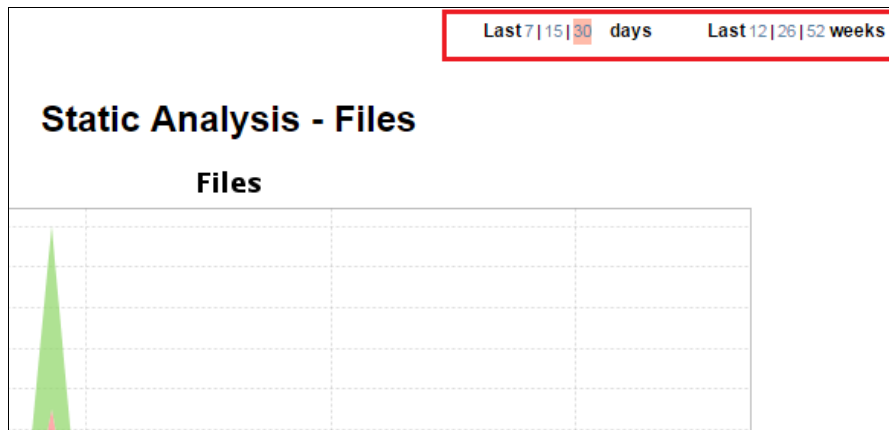 Last 7|15|30 days Last 12|26|52 weeks
Static Analysis - Files
Files